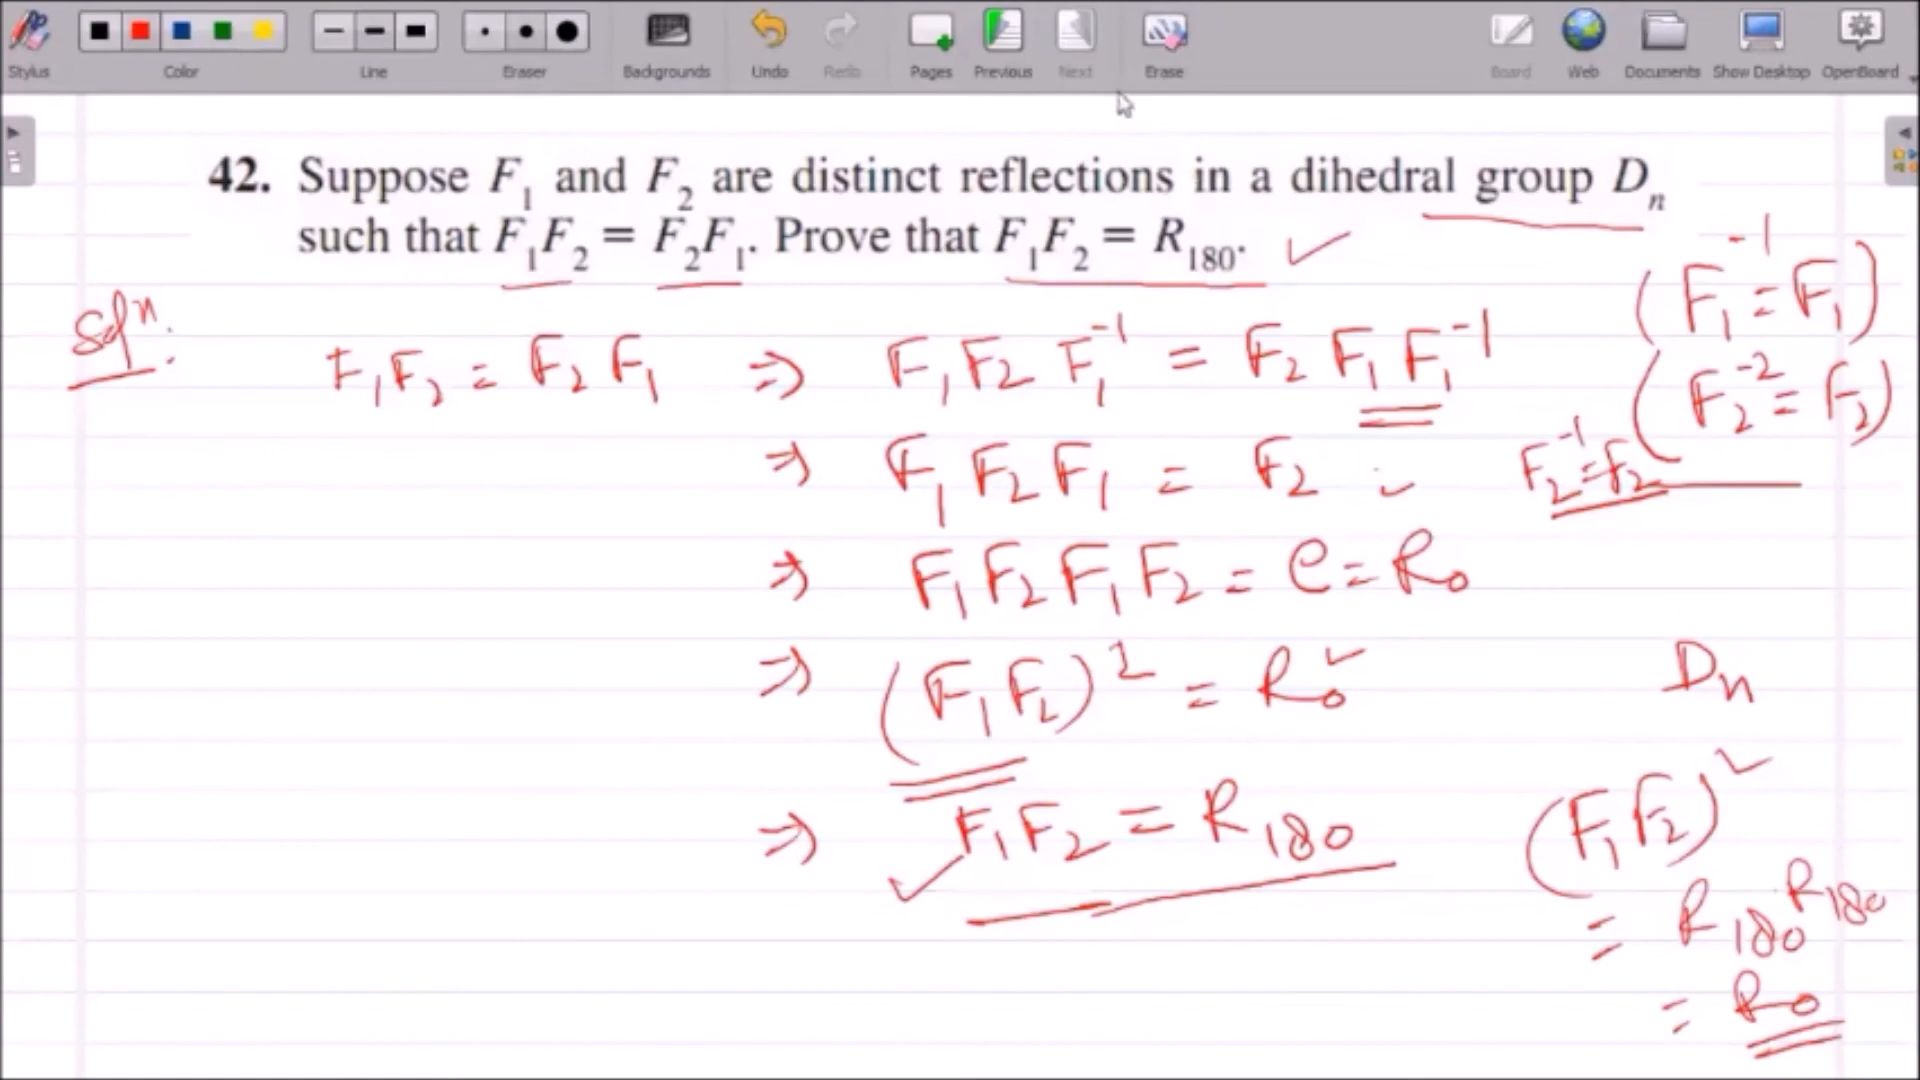 Stylus Color Line Eraser Backgrounds Undo Redo Pages Previous Next Erase Board Web Documents Show Desktop OpenBoard
42. Suppose F₁ and F₂ are distinct reflections in a dihedral group Dₙ
such that F₁F₂ = F₂F₁. Prove that F₁F₂ = R₁₈₀.
Solⁿ.
F₁F₂ = F₂F₁ ⇒ F₁F₂F₁⁻¹ = F₂F₁F₁⁻¹
(F₁⁻¹ = F₁)
(F₂⁻² = F₂)
⇒ F₁F₂F₁ = F₂
F₂⁻¹ = F₂
⇒ F₁F₂F₁F₂ = e = R₀
⇒ (F₁F₂)² = R₀
Dₙ
⇒ F₁F₂ = R₁₈₀
(F₁F₂)²
= R₁₈₀R₁₈₀
= R₀